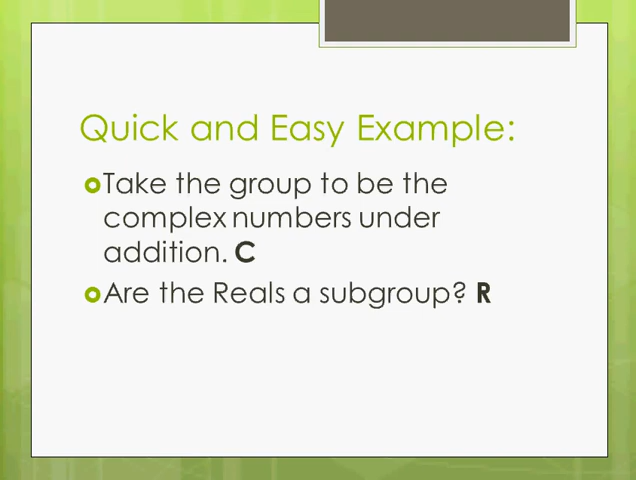 Quick and Easy Example:
Take the group to be the
complex numbers under
addition. C
Are the Reals a subgroup? R